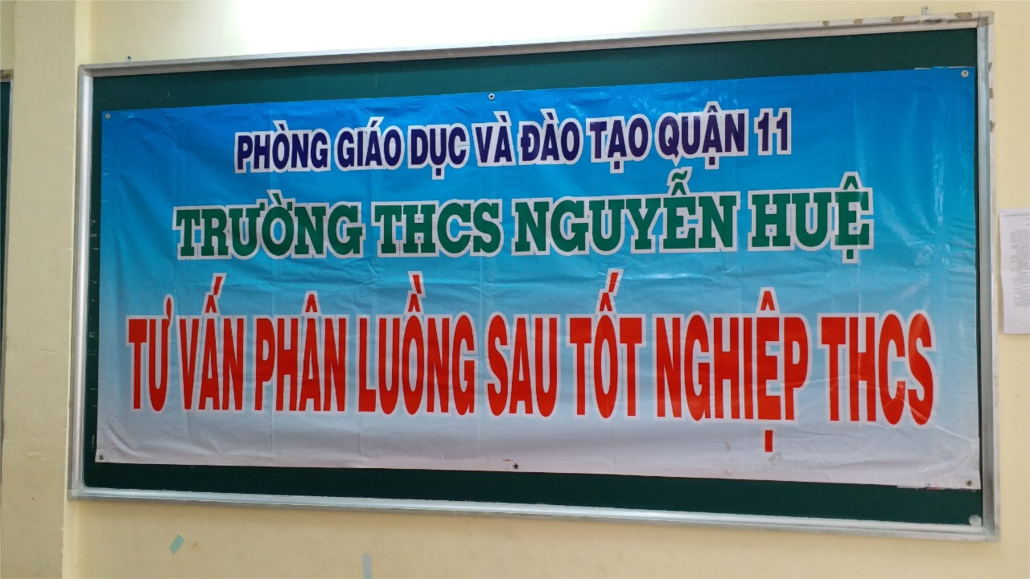 PHÒNG GIÁO DỤC VÀ ĐÀO TẠO QUẬN 11
TRƯỜNG THCS NGUYỄN HUỆ
TƯ VẤN PHÂN LUỒNG SAU TỐT NGHIỆP THCS